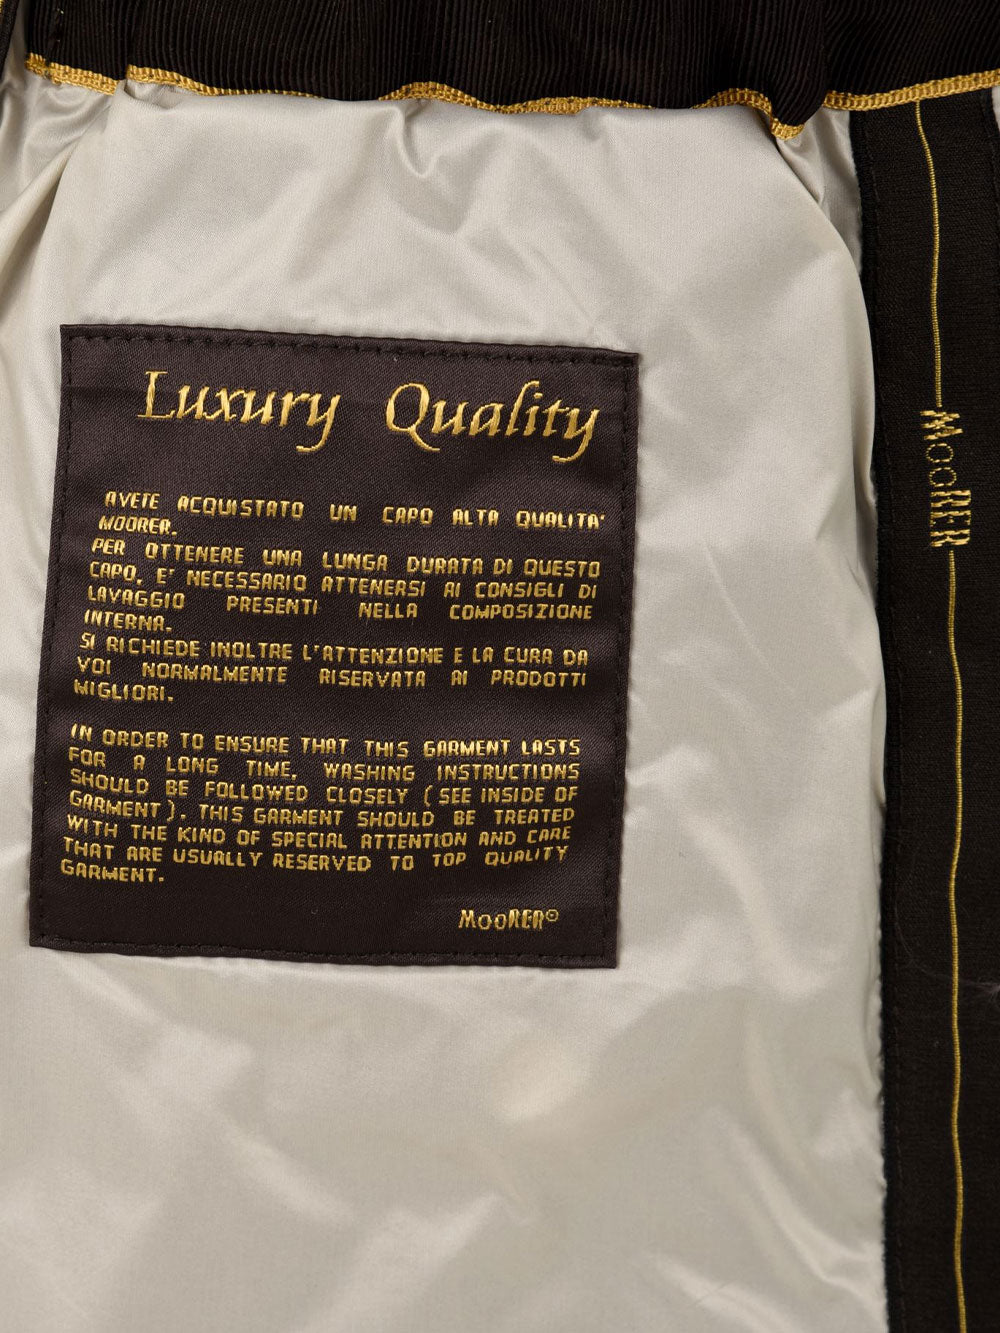 Luxury Quality
AVETE ACQUISTATO UN CAPO ALTA QUALITA'
MOORER.
PER OTTENERE UNA LUNGA DURATA DI QUESTO
CAPO, E' NECESSARIO ATTENERSI AI CONSIGLI DI
LAVAGGIO PRESENTI NELLA COMPOSIZIONE
INTERNA.
SI RICHIEDE INOLTRE L'ATTENZIONE E LA CURA DA
VOI NORMALMENTE RISERVATA AI PRODOTTI
MIGLIORI.
IN ORDER TO ENSURE THAT THIS GARMENT LASTS
FOR A LONG TIME, WASHING INSTRUCTIONS
SHOULD BE FOLLOWED CLOSELY ( SEE INSIDE OF
GARMENT ). THIS GARMENT SHOULD BE TREATED
WITH THE KIND OF SPECIAL ATTENTION AND CARE
THAT ARE USUALLY RESERVED TO TOP QUALITY
GARMENT.
MOORER©
MOORER